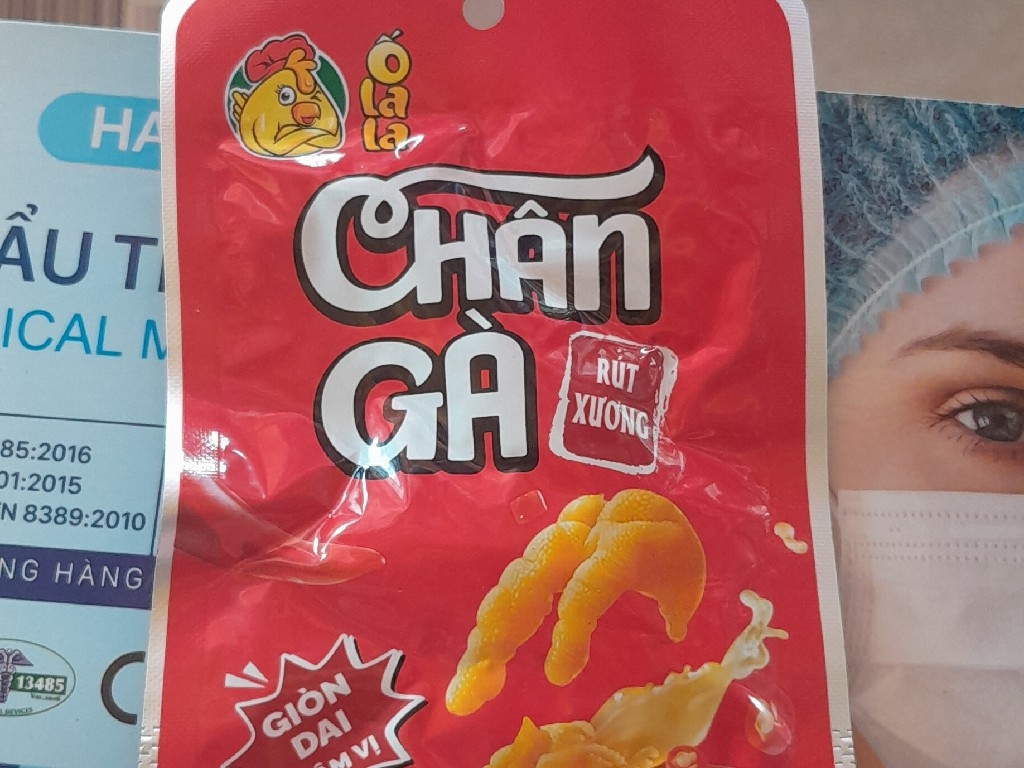 Ó
la
la
CHÂN
GÀ
RÚT
XƯƠNG
GIÒN
DAI
VỊ
HA
ẨU
ICAL M
85:2016
01:2015
8389:2010
NG HÀNG
13485